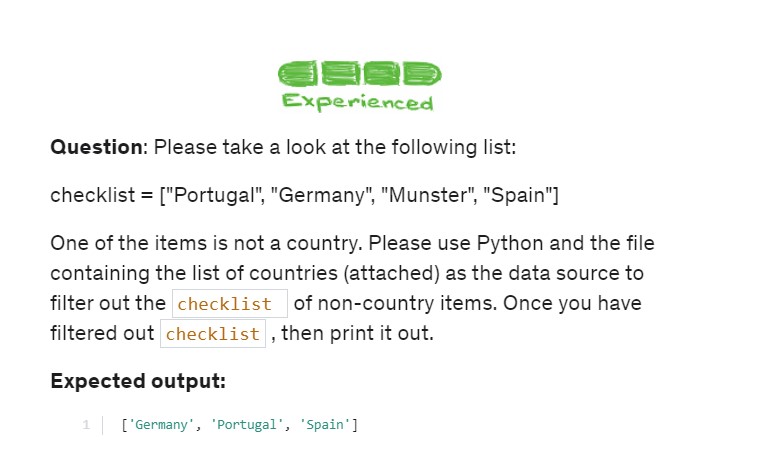 Experienced
Question: Please take a look at the following list:
checklist = ["Portugal", "Germany", "Munster", "Spain"]
One of the items is not a country. Please use Python and the file
containing the list of countries (attached) as the data source to
filter out the checklist of non-country items. Once you have
filtered out checklist , then print it out.
Expected output:
1 ['Germany', 'Portugal', 'Spain']